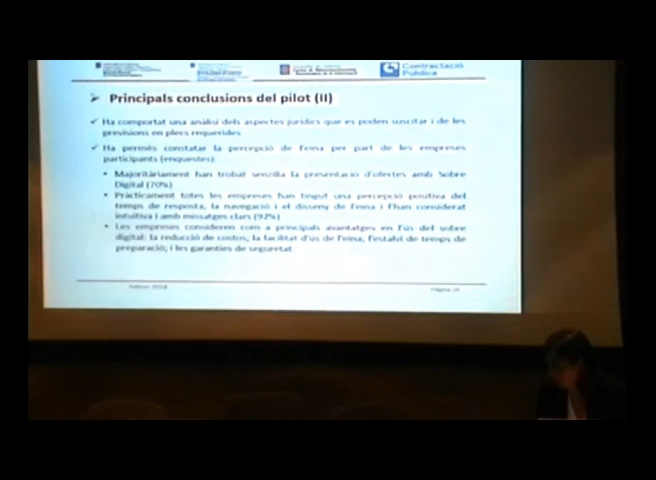 Contractació
Pública
➢ Principals conclusions del pilot (II)
✓ Ha comportat una anàlisi dels aspectes jurídics que es poden suscitar i de les
previsions en plecs requerides
✓ Ha permès constatar la percepció de l'eina per part de les empreses
participants (enquestes):
• Majoritàriament han trobat senzilla la presentació d'ofertes amb Sobre
Digital (70%)
• Pràcticament totes les empreses han tingut una percepció positiva del
temps de resposta, la navegació i el disseny de l'eina i l'han considerat
intuïtiva i amb missatges clars (92%)
• Les empreses consideren com a principals avantatges en l'ús del sobre
digital: la reducció de costos; la facilitat d'ús de l'eina; l'estalvi de temps de
preparació; i les garanties de seguretat